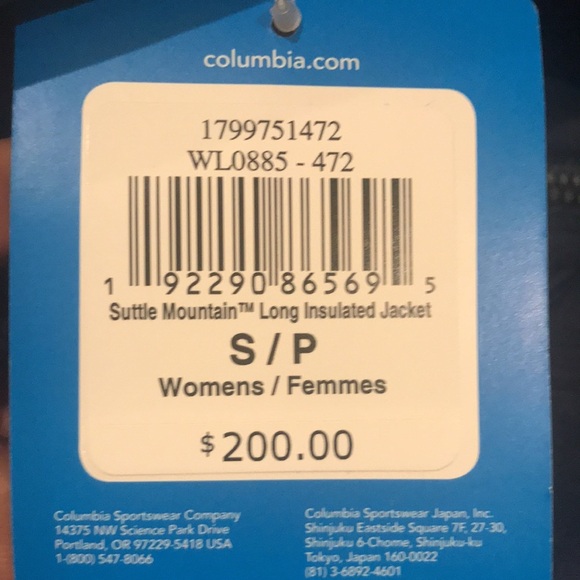 columbia.com
1799751472
WL0885 - 472
1 92290 86569 5
Suttle Mountain™ Long Insulated Jacket
S / P
Womens / Femmes
$200.00
Columbia Sportswear Company
14375 NW Science Park Drive
Portland, OR 97229-5418 USA
1-(800) 547-8066
Columbia Sportswear Japan, Inc.
Shinjuku Eastside Square 7F, 27-30,
Shinjuku 6-Chome, Shinjuku-ku
Tokyo, Japan 160-0022
(81) 3-6892-4601